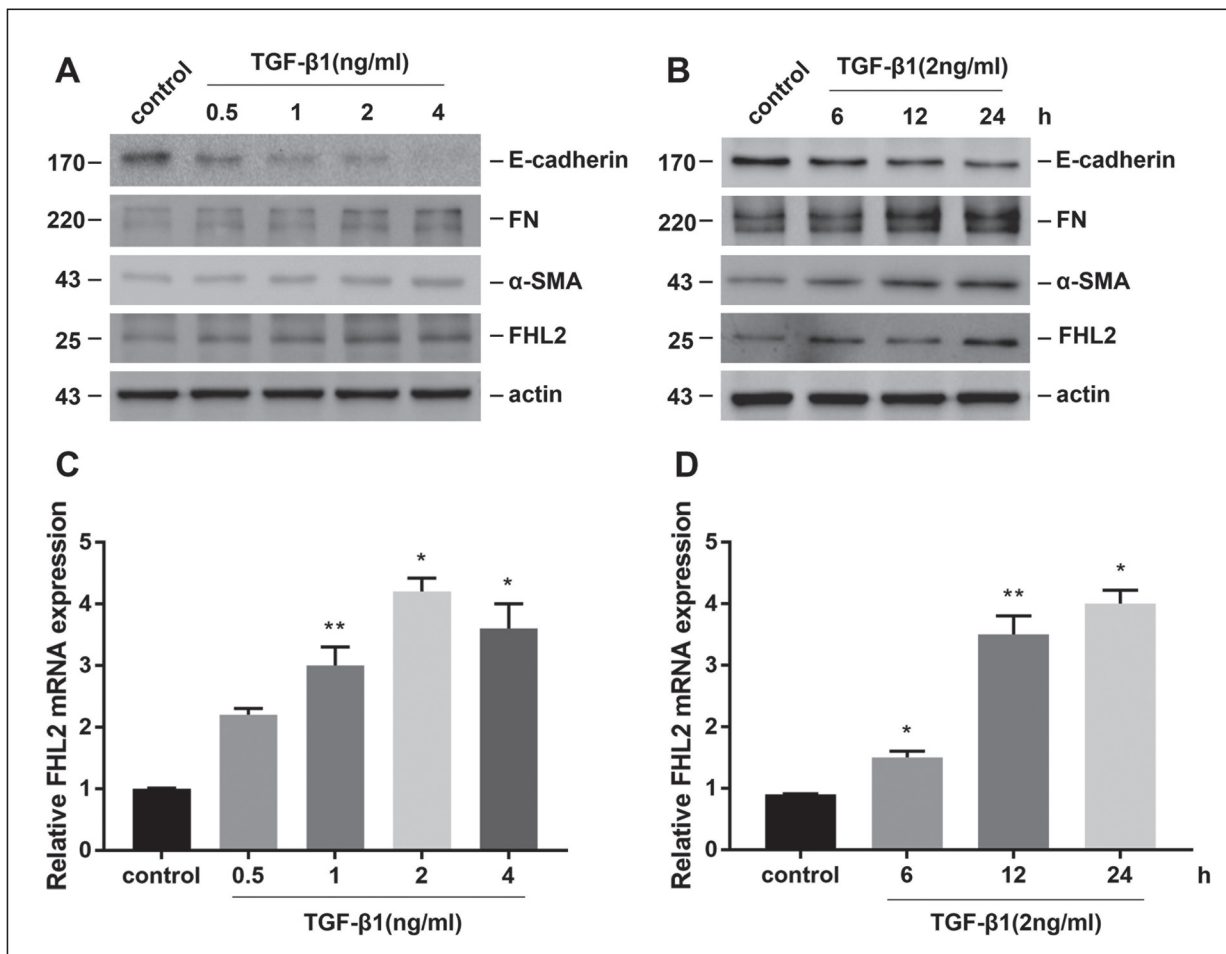 A
TGF-β1(ng/ml)
control
0.5 1 2 4
170 E-cadherin
220 FN
43 α-SMA
25 FHL2
43 actin
B
TGF-β1(2ng/ml)
control
6 12 24 h
170 E-cadherin
220 FN
43 α-SMA
25 FHL2
43 actin
C
Relative FHL2 mRNA expression
5
4
3
2
1
0
** * *
control 0.5 1 2 4
TGF-β1(ng/ml)
D
Relative FHL2 mRNA expression
5
4
3
2
1
0
* ** *
control 6 12 24 h
TGF-β1(2ng/ml)